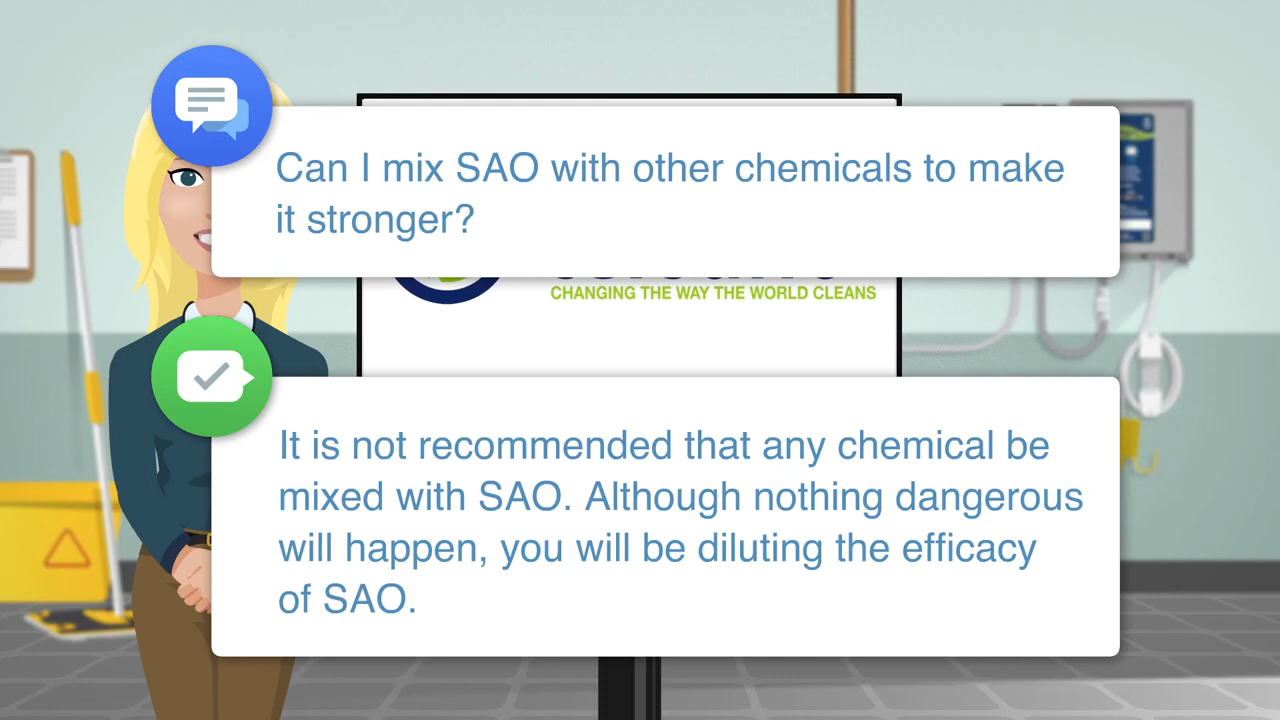 Can I mix SAO with other chemicals to make
it stronger?
CHANGING THE WAY THE WORLD CLEANS
It is not recommended that any chemical be
mixed with SAO. Although nothing dangerous
will happen, you will be diluting the efficacy
of SAO.